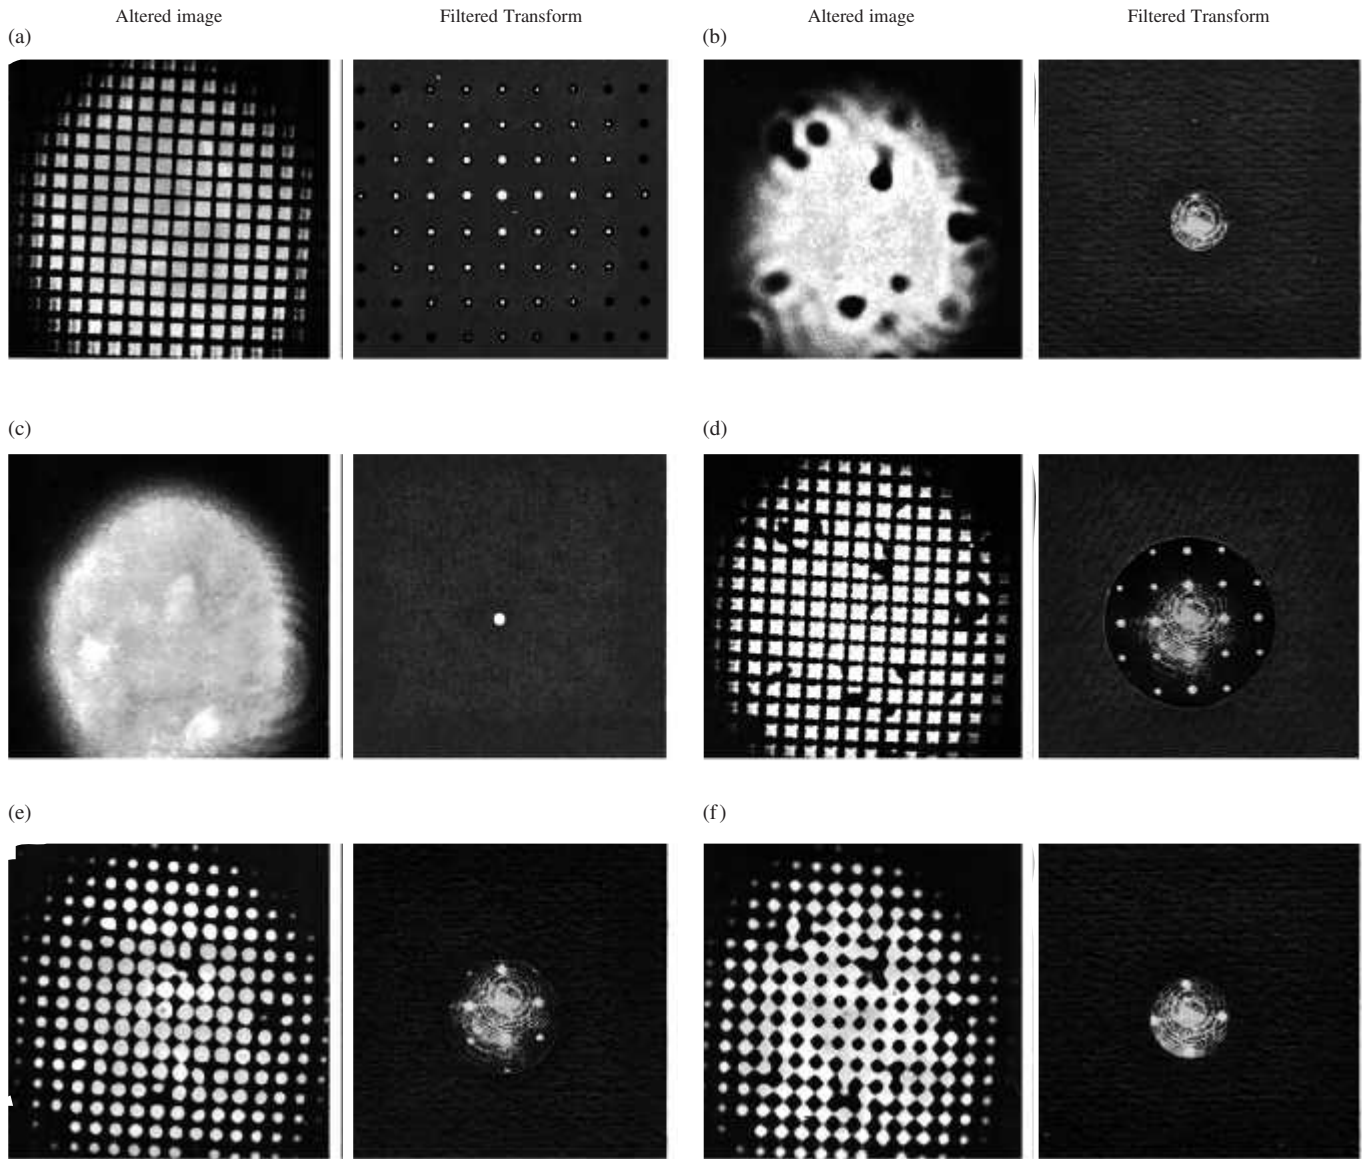 Altered image Filtered Transform Altered image Filtered Transform
(a) (b)
(c) (d)
(e) (f)